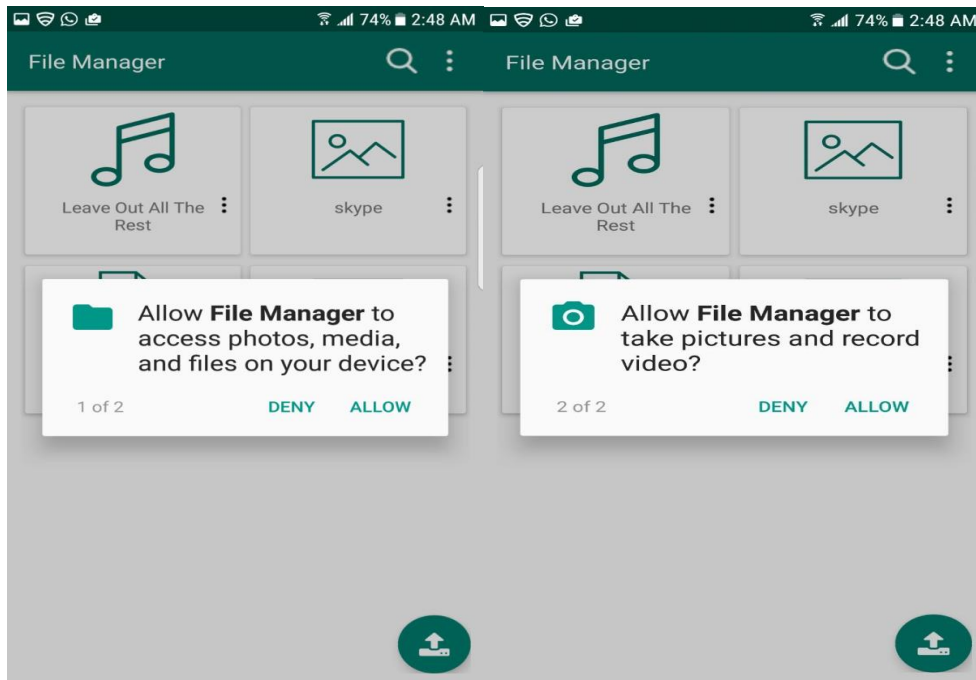 74% 2:48 AM
File Manager
Leave Out All The
Rest
skype
Allow File Manager to
access photos, media,
and files on your device?
1 of 2 DENY ALLOW
74% 2:48 AM
File Manager
Leave Out All The
Rest
skype
Allow File Manager to
take pictures and record
video?
2 of 2 DENY ALLOW